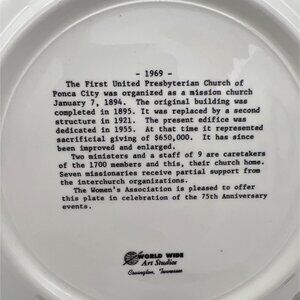 - 1969 -
The First United Presbyterian Church of
Ponca City was organized as a mission church
January 7, 1894. The original building was
completed in 1895. It was replaced by a second
structure in 1921. The present edifice was
dedicated in 1955. At that time it represented
sacrificial giving of $650,000. It has since
been improved and enlarged.
Two ministers and a staff of 9 are caretakers
of the 1700 members and this, their church home.
Seven missionaries receive partial support from
the interchurch organizations.
The Women's Association is pleased to offer
this plate in celebration of the 75th Anniversary
events.
WORLD WIDE
Art Studios
Covington, Tennessee